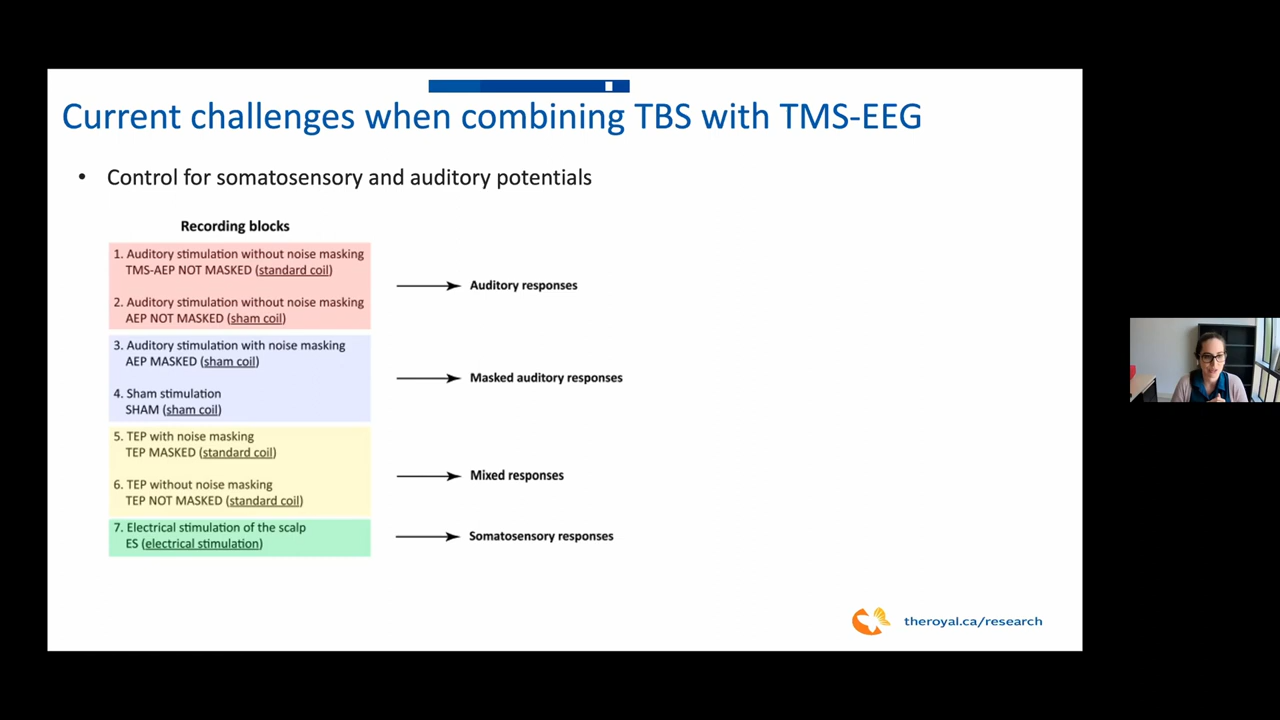 Current challenges when combining TBS with TMS-EEG
• Control for somatosensory and auditory potentials
Recording blocks
1. Auditory stimulation without noise masking
TMS-AEP NOT MASKED (standard coil)
Auditory responses
2. Auditory stimulation without noise masking
AEP NOT MASKED (sham coil)
3. Auditory stimulation with noise masking
AEP MASKED (sham coil)
Masked auditory responses
4. Sham stimulation
SHAM (sham coil)
5. TEP with noise masking
TEP MASKED (standard coil)
Mixed responses
6. TEP without noise masking
TEP NOT MASKED (standard coil)
7. Electrical stimulation of the scalp
ES (electrical stimulation)
Somatosensory responses
theroyal.ca/research